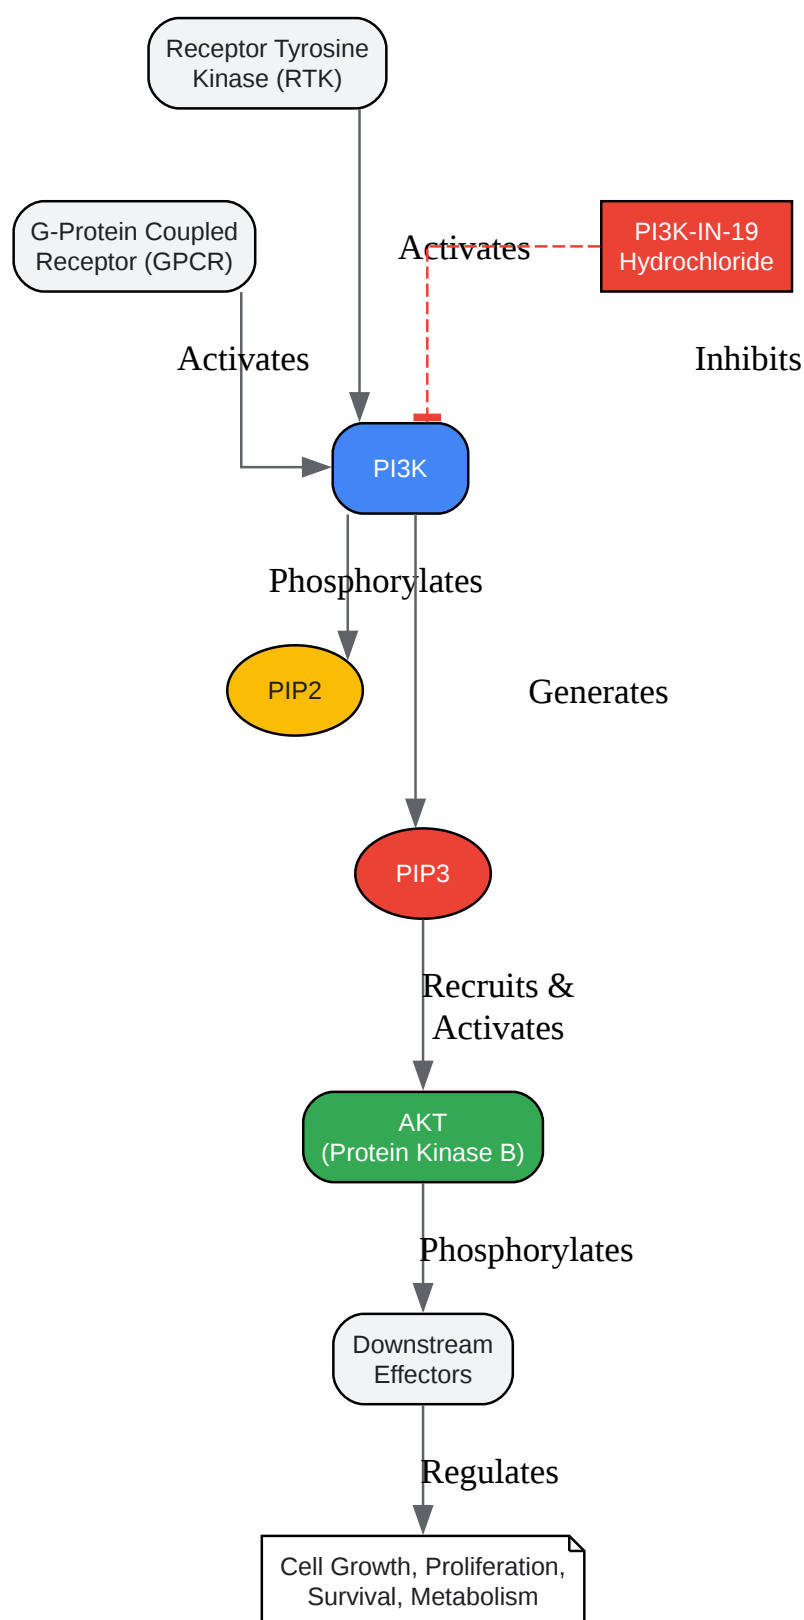 Receptor Tyrosine
Kinase (RTK)
G-Protein Coupled
Receptor (GPCR)
Activates
PI3K-IN-19
Hydrochloride
Activates
Inhibits
PI3K
Phosphorylates
PIP2
Generates
PIP3
Recruits &
Activates
AKT
(Protein Kinase B)
Phosphorylates
Downstream
Effectors
Regulates
Cell Growth, Proliferation,
Survival, Metabolism